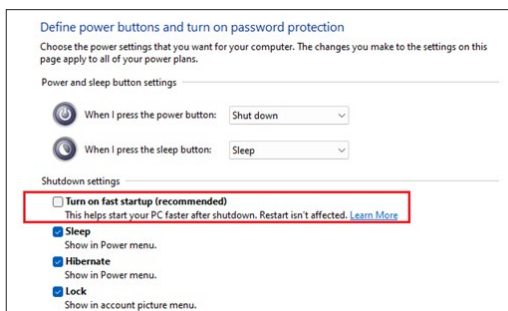 Define power buttons and turn on password protection
Choose the power settings that you want for your computer. The changes you make to the settings on this
page apply to all of your power plans.
Power and sleep button settings
When I press the power button: Shut down
When I press the sleep button: Sleep
Shutdown settings
Turn on fast startup (recommended)
This helps start your PC faster after shutdown. Restart isn't affected. Learn More
Sleep
Show in Power menu.
Hibernate
Show in Power menu.
Lock
Show in account picture menu.